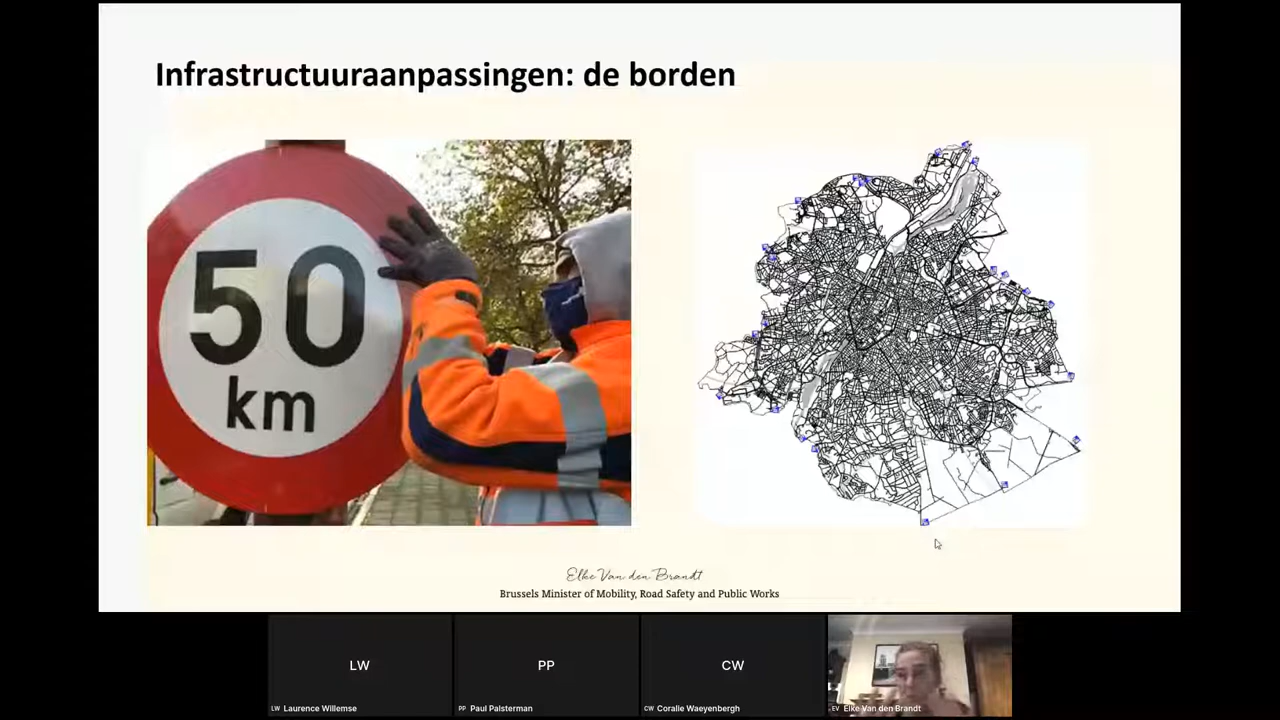 Infrastructuuraanpassingen: de borden
50
km
Elke Van den Brandt
Brussels Minister of Mobility, Road Safety and Public Works
LW
PP
CW
LW Laurence Willemse
PP Paul Palsterman
CW Coralie Waeyenbergh
EV Elke Van den Brandt